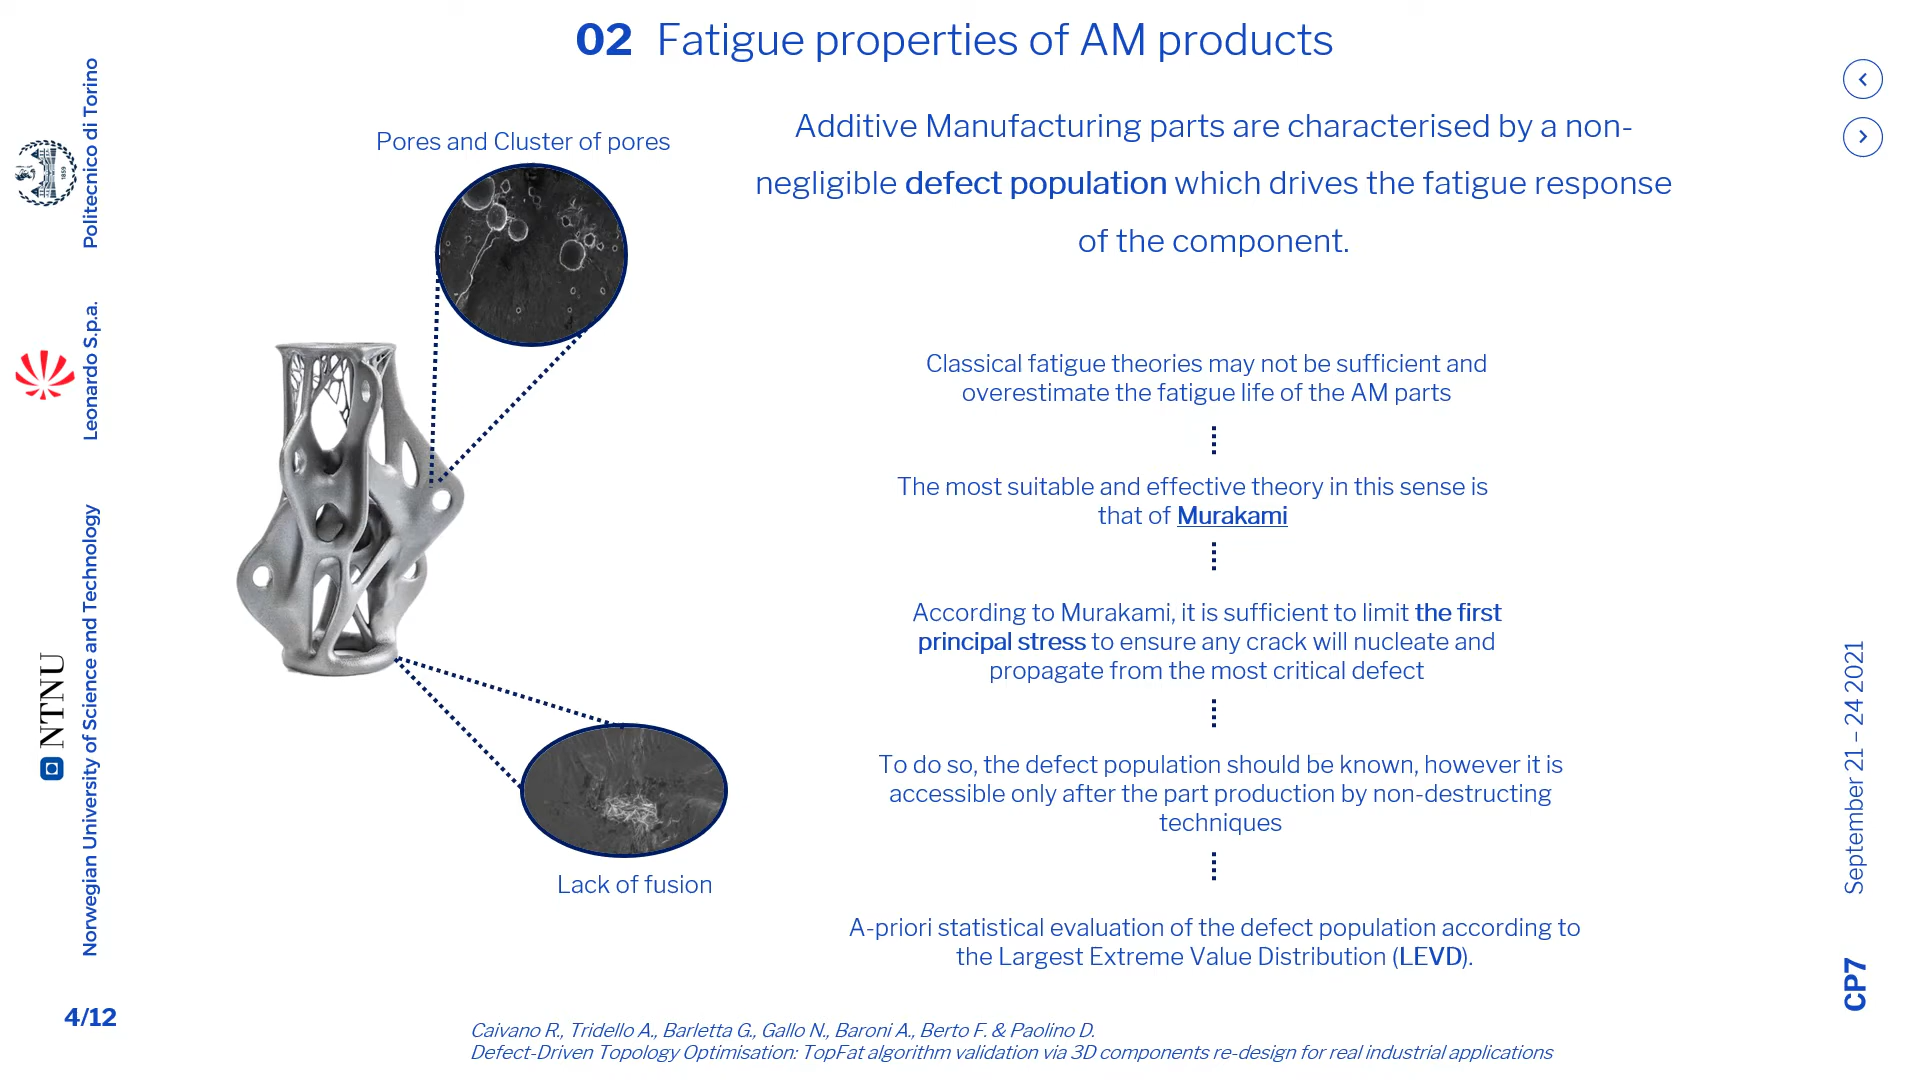 02 Fatigue properties of AM products
Politecnico di Torino
Leonardo S.p.a.
NTNU
Norwegian University of Science and Technology
Pores and Cluster of pores
Lack of fusion
Additive Manufacturing parts are characterised by a non-
negligible defect population which drives the fatigue response
of the component.
Classical fatigue theories may not be sufficient and
overestimate the fatigue life of the AM parts
The most suitable and effective theory in this sense is
that of Murakami
According to Murakami, it is sufficient to limit the first
principal stress to ensure any crack will nucleate and
propagate from the most critical defect
To do so, the defect population should be known, however it is
accessible only after the part production by non-destructing
techniques
A-priori statistical evaluation of the defect population according to
the Largest Extreme Value Distribution (LEVD).
September 21 – 24 2021
CP7
4/12
Caivano R., Tridello A., Barletta G., Gallo N., Baroni A., Berto F. & Paolino D.
Defect-Driven Topology Optimisation: TopFat algorithm validation via 3D components re-design for real industrial applications